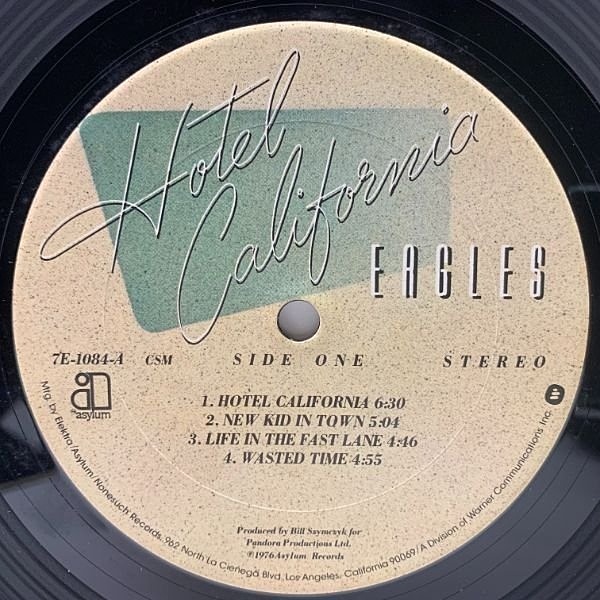 Hotel
California
EAGLES
7E-1084-A CSM SIDE ONE STEREO
asylum
1. HOTEL CALIFORNIA 6:30
2. NEW KID IN TOWN 5:04
3. LIFE IN THE FAST LANE 4:46
4. WASTED TIME 4:55
Produced by Bill Szymczyk for
Pandora Productions Ltd.
℗1976 Asylum Records
Mfg. by Elektra/Asylum/Nonesuch Records, 962 North La Cienega Blvd., Los Angeles, California 90069/A Division of Warner Communications Inc.